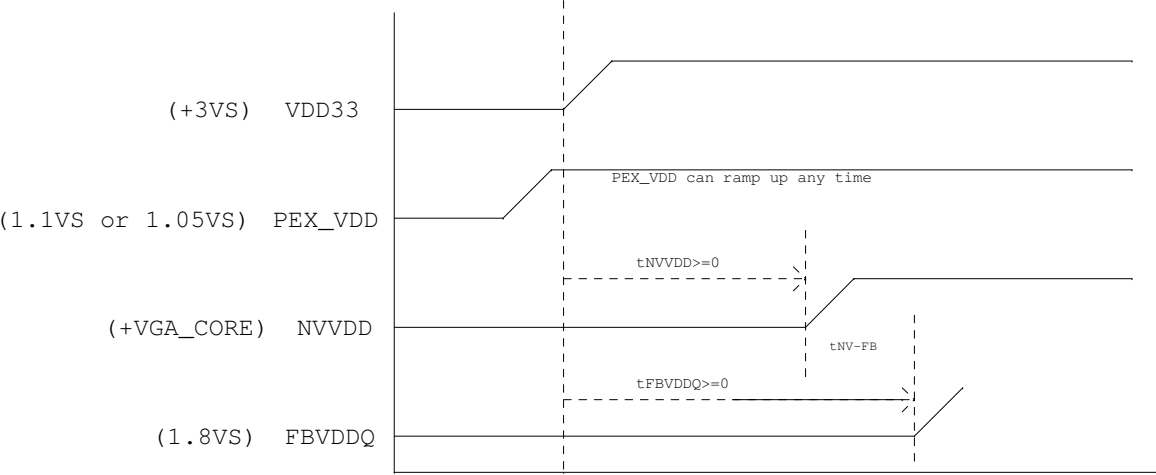 (+3VS) VDD33
PEX_VDD can ramp up any time
(1.1VS or 1.05VS) PEX_VDD
tNVVDD>=0
(+VGA_CORE) NVVDD
tNV-FB
tFBVDDQ>=0
(1.8VS) FBVDDQ